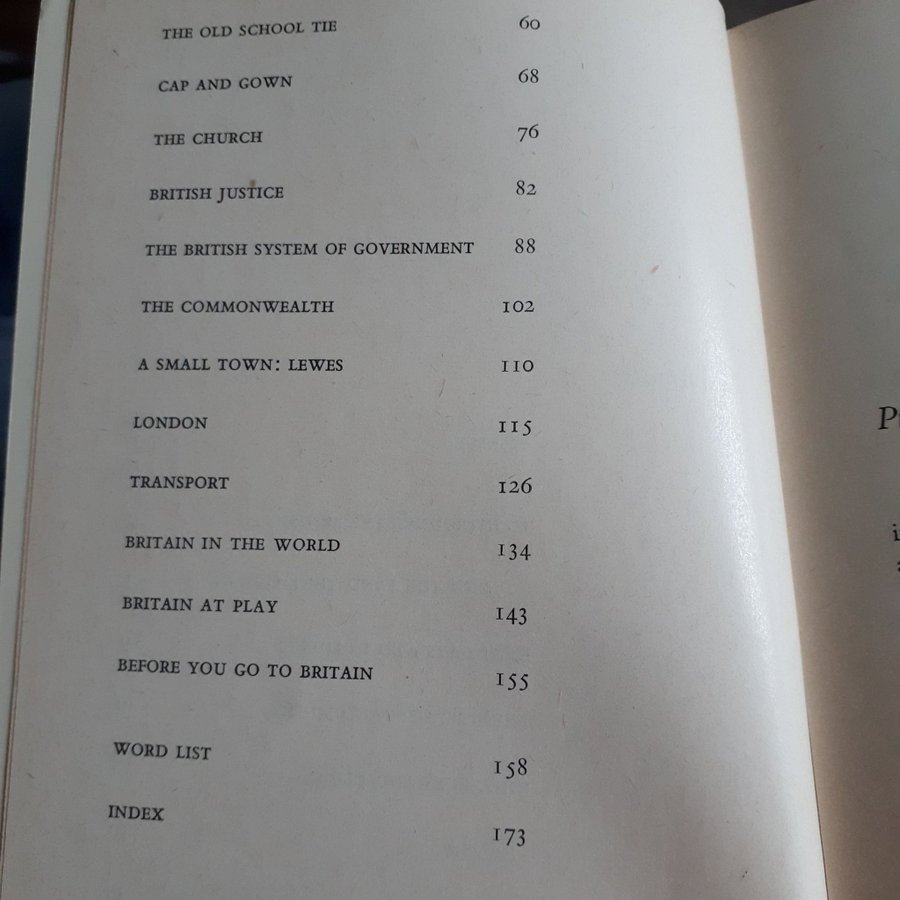 THE OLD SCHOOL TIE 60
CAP AND GOWN 68
THE CHURCH 76
BRITISH JUSTICE 82
THE BRITISH SYSTEM OF GOVERNMENT 88
THE COMMONWEALTH 102
A SMALL TOWN: LEWES 110
LONDON 115
TRANSPORT 126
BRITAIN IN THE WORLD 134
BRITAIN AT PLAY 143
BEFORE YOU GO TO BRITAIN 155
WORD LIST 158
INDEX 173